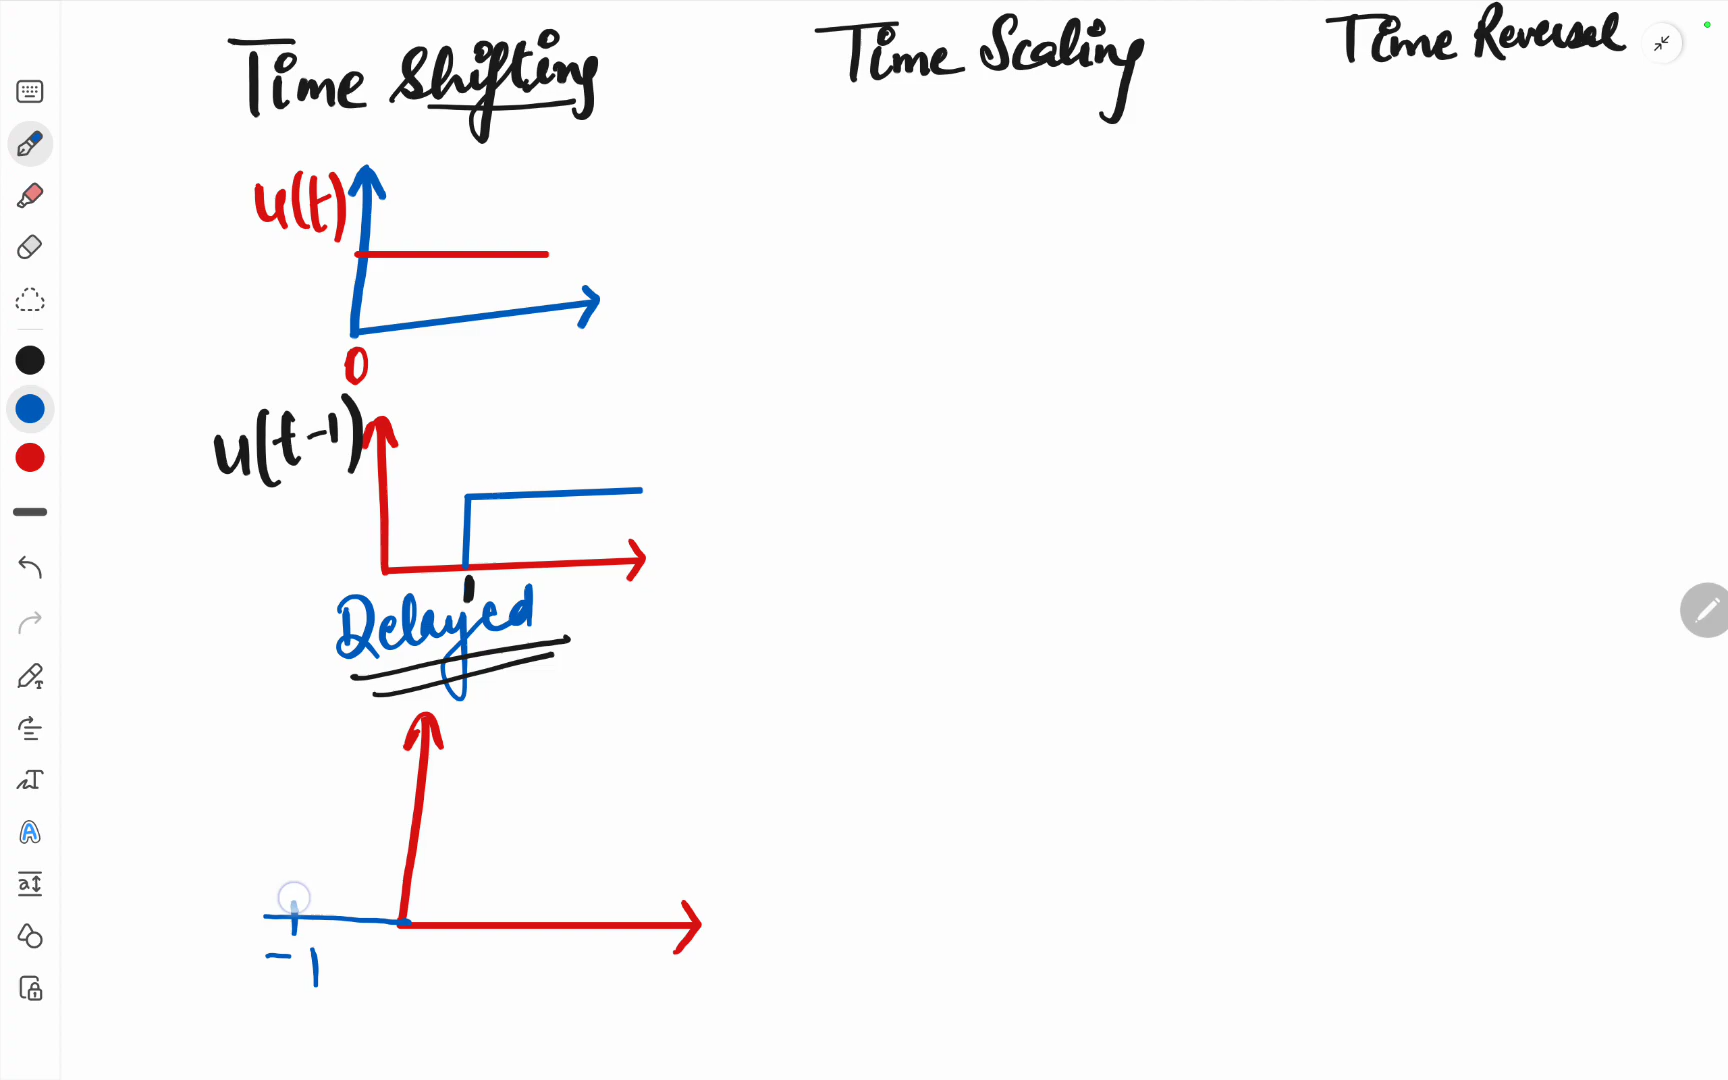 Time Shifting
Time Scaling
Time Reversal
u(t)
0
u(t-1)
1
Delayed
-1